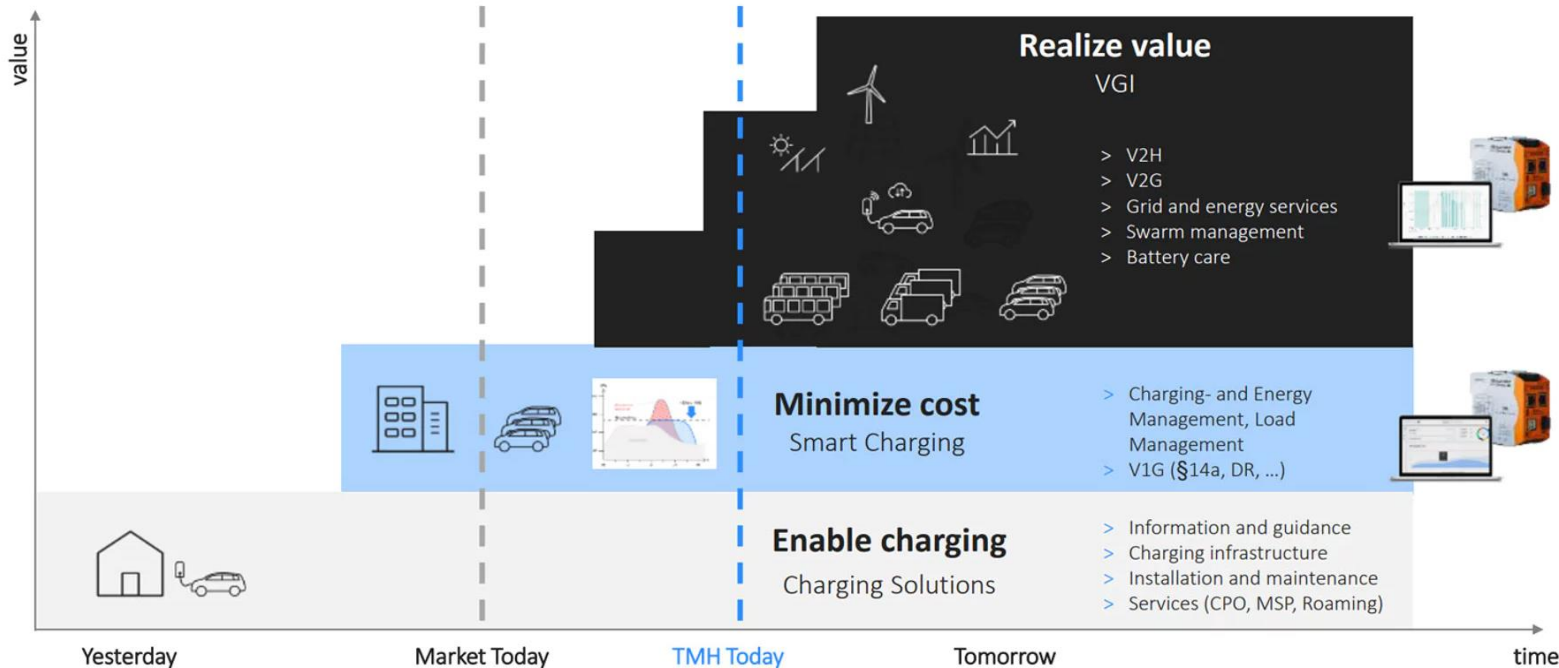 value
Realize value
VGI
> V2H
> V2G
> Grid and energy services
> Swarm management
> Battery care
Minimize cost
Smart Charging
> Charging- and Energy
Management, Load
Management
> V1G (§14a, DR, ...)
Enable charging
Charging Solutions
> Information and guidance
> Charging infrastructure
> Installation and maintenance
> Services (CPO, MSP, Roaming)
Yesterday
Market Today
TMH Today
Tomorrow
time